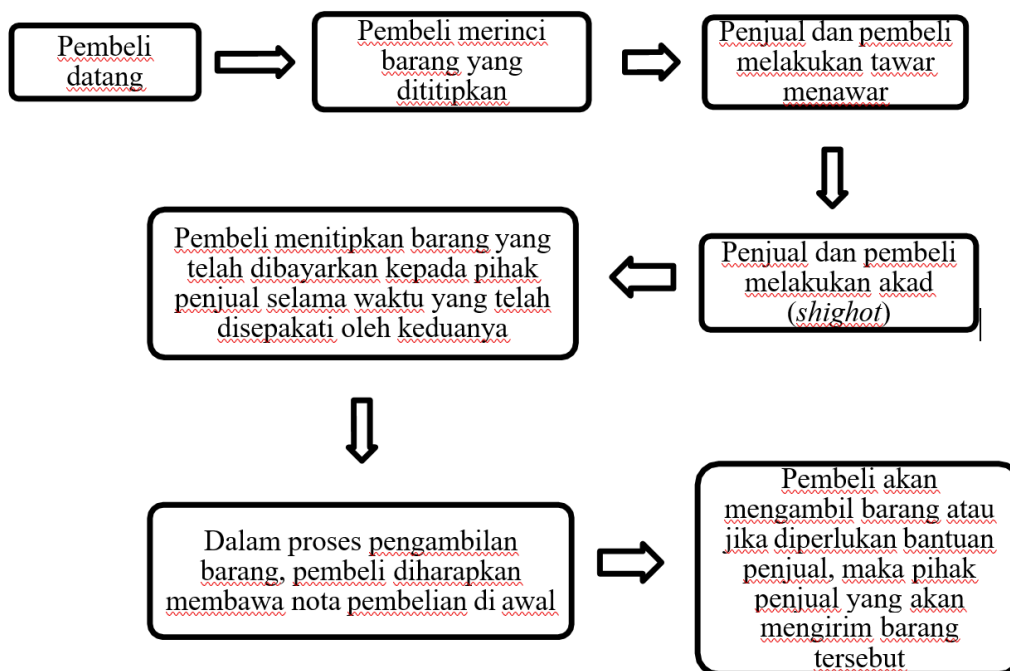 Pembeli
datang
Pembeli merinci
barang yang
dititipkan
Penjual dan pembeli
melakukan tawar
menawar
Penjual dan pembeli
melakukan akad
(shighot)
Pembeli menitipkan barang yang
telah dibayarkan kepada pihak
penjual selama waktu yang telah
disepakati oleh keduanya
Dalam proses pengambilan
barang, pembeli diharapkan
membawa nota pembelian di awal
Pembeli akan
mengambil barang atau
jika diperlukan bantuan
penjual, maka pihak
penjual yang akan
mengirim barang
tersebut